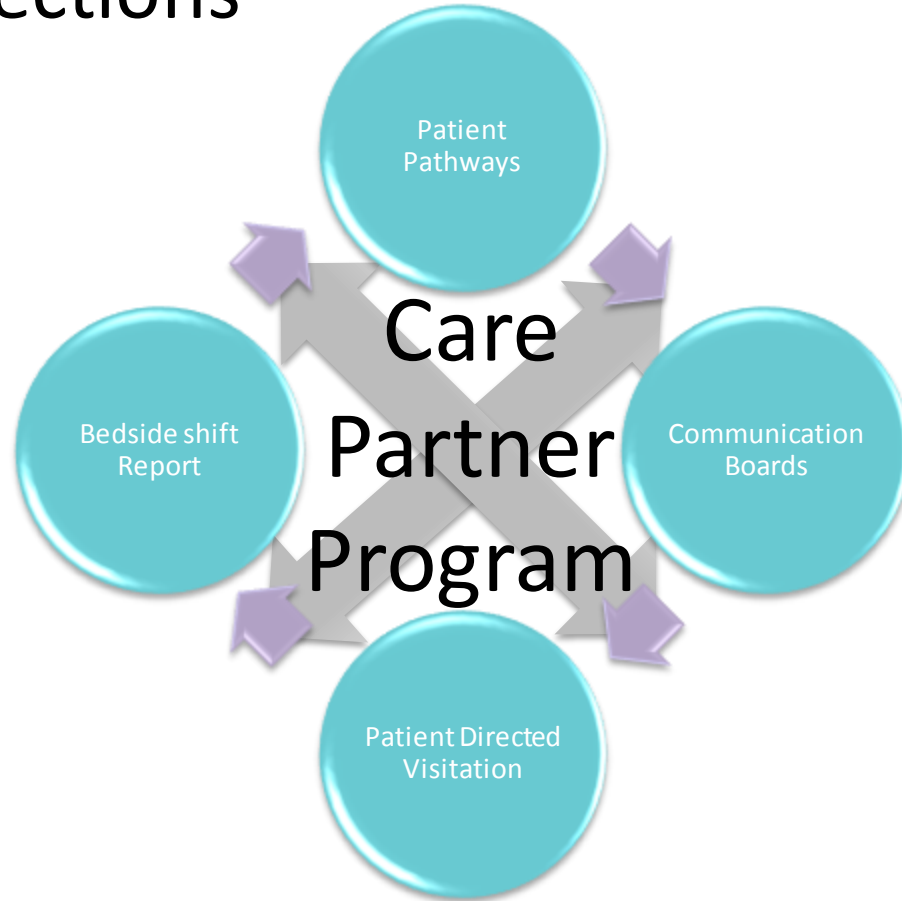 ections
Patient
Pathways
Care
Partner
Program
Bedside shift
Report
Communication
Boards
Patient Directed
Visitation